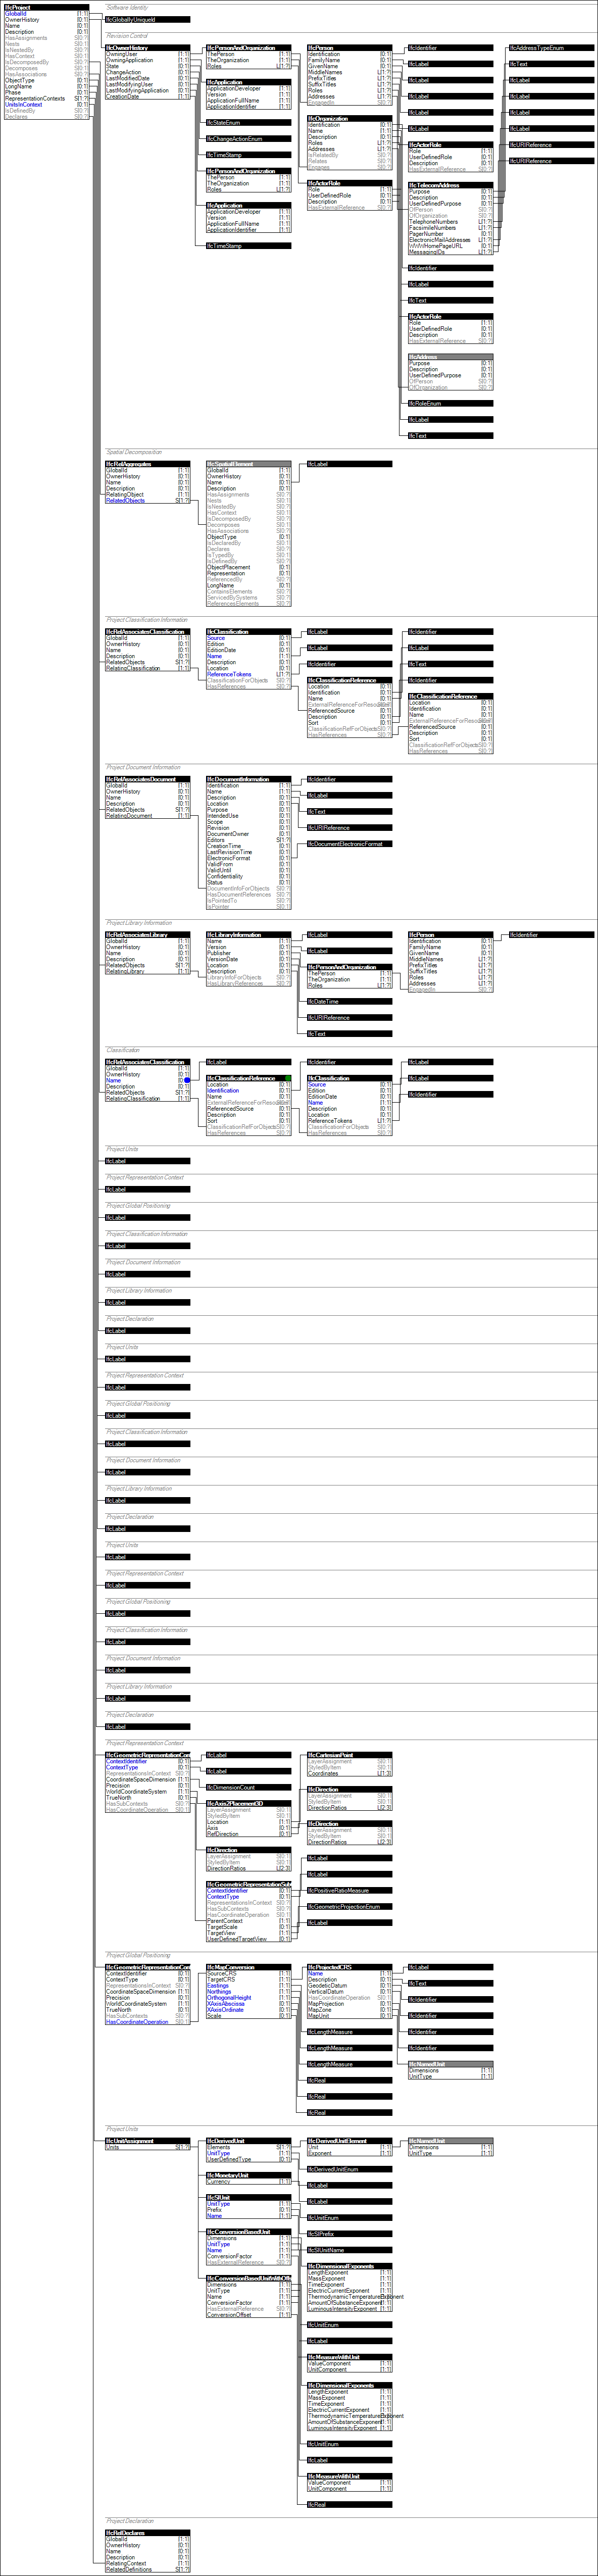 IfcProject
GlobalId [1:1]
OwnerHistory [0:1]
Name [0:1]
Description [0:1]
HasAssignments S[0:?]
Nests S[0:1]
IsNestedBy S[0:?]
HasContext S[0:1]
IsDecomposedBy S[0:?]
Decomposes S[0:1]
HasAssociations S[0:?]
ObjectType [0:1]
LongName [0:1]
Phase [0:1]
RepresentationContexts S[1:?]
UnitsInContext [0:1]
IsDefinedBy S[0:?]
Declares S[0:?]
Software Identity
IfcGloballyUniqueId
Revision Control
IfcOwnerHistory
OwningUser [1:1]
OwningApplication [1:1]
State [0:1]
ChangeAction [0:1]
LastModifiedDate [0:1]
LastModifyingUser [0:1]
LastModifyingApplication [0:1]
CreationDate [1:1]
IfcPersonAndOrganization
ThePerson [1:1]
TheOrganization [1:1]
Roles L[1:?]
IfcApplication
ApplicationDeveloper [1:1]
Version [1:1]
ApplicationFullName [1:1]
ApplicationIdentifier [1:1]
IfcStateEnum
IfcChangeActionEnum
IfcTimeStamp
IfcPersonAndOrganization
ThePerson [1:1]
TheOrganization [1:1]
Roles L[1:?]
IfcApplication
ApplicationDeveloper [1:1]
Version [1:1]
ApplicationFullName [1:1]
ApplicationIdentifier [1:1]
IfcTimeStamp
IfcPerson
Identification [0:1]
FamilyName [0:1]
GivenName [0:1]
MiddleNames L[1:?]
PrefixTitles L[1:?]
SuffixTitles L[1:?]
Roles L[1:?]
Addresses L[1:?]
EngagedIn S[0:?]
IfcOrganization
Identification [0:1]
Name [1:1]
Description [0:1]
Roles L[1:?]
Addresses L[1:?]
IsRelatedBy S[0:?]
Relates S[0:?]
Engages S[0:?]
IfcActorRole
Role [1:1]
UserDefinedRole [0:1]
Description [0:1]
HasExternalReference S[0:?]
IfcIdentifier
IfcLabel
IfcLabel
IfcLabel
IfcLabel
IfcLabel
IfcActorRole
Role [1:1]
UserDefinedRole [0:1]
Description [0:1]
HasExternalReference S[0:?]
IfcTelecomAddress
Purpose [0:1]
Description [0:1]
UserDefinedPurpose [0:1]
OfPerson S[0:?]
OfOrganization S[0:?]
TelephoneNumbers L[1:?]
FacsimileNumbers L[1:?]
PagerNumber [0:1]
ElectronicMailAddresses L[1:?]
WWWHomePageURL [0:1]
MessagingIDs L[1:?]
IfcIdentifier
IfcLabel
IfcText
IfcActorRole
Role [1:1]
UserDefinedRole [0:1]
Description [0:1]
HasExternalReference S[0:?]
IfcAddress
Purpose [0:1]
Description [0:1]
UserDefinedPurpose [0:1]
OfPerson S[0:?]
OfOrganization S[0:?]
IfcRoleEnum
IfcLabel
IfcText
IfcAddressTypeEnum
IfcText
IfcLabel
IfcLabel
IfcLabel
IfcLabel
IfcURIReference
IfcURIReference
Spatial Decomposition
IfcRelAggregates
GlobalId [1:1]
OwnerHistory [0:1]
Name [0:1]
Description [0:1]
RelatingObject [1:1]
RelatedObjects S[1:?]
IfcSpatialElement
GlobalId [1:1]
OwnerHistory [0:1]
Name [0:1]
Description [0:1]
HasAssignments S[0:?]
Nests S[0:1]
IsNestedBy S[0:?]
HasContext S[0:1]
IsDecomposedBy S[0:?]
Decomposes S[0:1]
HasAssociations S[0:?]
ObjectType [0:1]
IsDeclaredBy S[0:1]
Declares S[0:?]
IsTypedBy S[0:1]
IsDefinedBy S[0:?]
ObjectPlacement [0:1]
Representation [0:1]
ReferencedBy S[0:?]
LongName [0:1]
ContainsElements S[0:?]
ServicedBySystems S[0:?]
ReferencesElements S[0:?]
IfcLabel
Project Classification Information
IfcRelAssociatesClassification
GlobalId [1:1]
OwnerHistory [0:1]
Name [0:1]
Description [0:1]
RelatedObjects S[1:?]
RelatingClassification [1:1]
IfcClassification
Source [0:1]
Edition [0:1]
EditionDate [0:1]
Name [1:1]
Description [0:1]
Location [0:1]
ReferenceTokens L[1:?]
ClassificationForObjects S[0:?]
HasReferences S[0:?]
IfcLabel
IfcLabel
IfcIdentifier
IfcClassificationReference
Location [0:1]
Identification [0:1]
Name [0:1]
ExternalReferenceForResources
ReferencedSource [0:1]
Description [0:1]
Sort [0:1]
ClassificationRefForObjects S[0:?]
HasReferences S[0:?]
IfcIdentifier
IfcLabel
IfcText
IfcIdentifier
IfcClassificationReference
Location [0:1]
Identification [0:1]
Name [0:1]
ExternalReferenceForResources
ReferencedSource [0:1]
Description [0:1]
Sort [0:1]
ClassificationRefForObjects S[0:?]
HasReferences S[0:?]
Project Document Information
IfcRelAssociatesDocument
GlobalId [1:1]
OwnerHistory [0:1]
Name [0:1]
Description [0:1]
RelatedObjects S[1:?]
RelatingDocument [1:1]
IfcDocumentInformation
Identification [1:1]
Name [1:1]
Description [0:1]
Location [0:1]
Purpose [0:1]
IntendedUse [0:1]
Scope [0:1]
Revision [0:1]
DocumentOwner [0:1]
Editors S[1:?]
CreationTime [0:1]
LastRevisionTime [0:1]
ElectronicFormat [0:1]
ValidFrom [0:1]
ValidUntil [0:1]
Confidentiality [0:1]
Status [0:1]
DocumentInfoForObjects S[0:?]
HasDocumentReferences S[0:?]
IsPointedTo S[0:?]
IsPointer S[0:1]
IfcIdentifier
IfcLabel
IfcText
IfcURIReference
IfcDocumentElectronicFormat
Project Library Information
IfcRelAssociatesLibrary
GlobalId [1:1]
OwnerHistory [0:1]
Name [0:1]
Description [0:1]
RelatedObjects S[1:?]
RelatingLibrary [1:1]
IfcLibraryInformation
Name [1:1]
Version [0:1]
Publisher [0:1]
VersionDate [0:1]
Location [0:1]
Description [0:1]
LibraryInfoForObjects S[0:?]
HasLibraryReferences S[0:?]
IfcLabel
IfcLabel
IfcPersonAndOrganization
ThePerson [1:1]
TheOrganization [1:1]
Roles L[1:?]
IfcDateTime
IfcURIReference
IfcText
IfcPerson
Identification [0:1]
FamilyName [0:1]
GivenName [0:1]
MiddleNames L[1:?]
PrefixTitles L[1:?]
SuffixTitles L[1:?]
Roles L[1:?]
Addresses L[1:?]
EngagedIn S[0:?]
IfcIdentifier
Classification
IfcRelAssociatesClassification
GlobalId [1:1]
OwnerHistory [0:1]
Name
Description [0:1]
RelatedObjects S[1:?]
RelatingClassification [1:1]
IfcLabel
IfcClassificationReference
Location [0:1]
Identification [0:1]
Name [0:1]
ExternalReferenceForResources
ReferencedSource [0:1]
Description [0:1]
Sort [0:1]
ClassificationRefForObjects S[0:?]
HasReferences S[0:?]
IfcIdentifier
IfcClassification
Source [0:1]
Edition [0:1]
EditionDate [0:1]
Name [1:1]
Description [0:1]
Location [0:1]
ReferenceTokens L[1:?]
ClassificationForObjects S[0:?]
HasReferences S[0:?]
IfcLabel
IfcLabel
IfcIdentifier
Project Units
IfcLabel
Project Representation Context
IfcLabel
Project Global Positioning
IfcLabel
Project Classification Information
IfcLabel
Project Document Information
IfcLabel
Project Library Information
IfcLabel
Project Declaration
IfcLabel
Project Units
IfcLabel
Project Representation Context
IfcLabel
Project Global Positioning
IfcLabel
Project Classification Information
IfcLabel
Project Document Information
IfcLabel
Project Library Information
IfcLabel
Project Declaration
IfcLabel
Project Units
IfcLabel
Project Representation Context
IfcLabel
Project Global Positioning
IfcLabel
Project Classification Information
IfcLabel
Project Document Information
IfcLabel
Project Library Information
IfcLabel
Project Declaration
IfcLabel
Project Representation Context
IfcGeometricRepresentationCon
ContextIdentifier [0:1]
ContextType [0:1]
RepresentationsInContext S[0:?]
CoordinateSpaceDimension [1:1]
Precision [0:1]
WorldCoordinateSystem [1:1]
TrueNorth [0:1]
HasSubContexts S[0:?]
HasCoordinateOperation S[0:1]
IfcLabel
IfcLabel
IfcDimensionCount
IfcAxis2Placement3D
LayerAssignment S[0:1]
StyledByItem S[0:1]
Location [1:1]
Axis [0:1]
RefDirection [0:1]
IfcDirection
LayerAssignment S[0:1]
StyledByItem S[0:1]
DirectionRatios L[2:3]
IfcGeometricRepresentationSub
ContextIdentifier [0:1]
ContextType [0:1]
RepresentationsInContext S[0:?]
HasSubContexts S[0:?]
HasCoordinateOperation S[0:1]
ParentContext [1:1]
TargetScale [0:1]
TargetView [1:1]
UserDefinedTargetView [0:1]
IfcCartesianPoint
LayerAssignment S[0:1]
StyledByItem S[0:1]
Coordinates L[1:3]
IfcDirection
LayerAssignment S[0:1]
StyledByItem S[0:1]
DirectionRatios L[2:3]
IfcDirection
LayerAssignment S[0:1]
StyledByItem S[0:1]
DirectionRatios L[2:3]
IfcLabel
IfcLabel
IfcPositiveRatioMeasure
IfcGeometricProjectionEnum
IfcLabel
Project Global Positioning
IfcGeometricRepresentationCon
ContextIdentifier [0:1]
ContextType [0:1]
RepresentationsInContext S[0:?]
CoordinateSpaceDimension [1:1]
Precision [0:1]
WorldCoordinateSystem [1:1]
TrueNorth [0:1]
HasSubContexts S[0:?]
HasCoordinateOperation S[0:1]
IfcMapConversion
SourceCRS [1:1]
TargetCRS [1:1]
Eastings [1:1]
Northings [1:1]
OrthogonalHeight [1:1]
XAxisAbscissa [0:1]
XAxisOrdinate [0:1]
Scale [0:1]
IfcProjectedCRS
Name [1:1]
Description [0:1]
GeodeticDatum [0:1]
VerticalDatum [0:1]
HasCoordinateOperation S[0:1]
MapProjection [0:1]
MapZone [0:1]
MapUnit [0:1]
IfcLengthMeasure
IfcLengthMeasure
IfcLengthMeasure
IfcReal
IfcReal
IfcReal
IfcLabel
IfcText
IfcIdentifier
IfcIdentifier
IfcIdentifier
IfcIdentifier
IfcNamedUnit
Dimensions [1:1]
UnitType [1:1]
Project Units
IfcUnitAssignment
Units S[1:?]
IfcDerivedUnit
Elements S[1:?]
UnitType [1:1]
UserDefinedType [0:1]
IfcMonetaryUnit
Currency [1:1]
IfcSIUnit
UnitType [1:1]
Prefix [0:1]
Name [1:1]
IfcConversionBasedUnit
Dimensions [1:1]
UnitType [1:1]
Name [1:1]
ConversionFactor [1:1]
HasExternalReference S[0:?]
IfcConversionBasedUnitWithOffs
Dimensions [1:1]
UnitType [1:1]
Name [1:1]
ConversionFactor [1:1]
HasExternalReference S[0:?]
ConversionOffset [1:1]
IfcDerivedUnitElement
Unit [1:1]
Exponent [1:1]
IfcDerivedUnitEnum
IfcLabel
IfcLabel
IfcUnitEnum
IfcSIPrefix
IfcSIUnitName
IfcDimensionalExponents
LengthExponent [1:1]
MassExponent [1:1]
TimeExponent [1:1]
ElectricCurrentExponent [1:1]
ThermodynamicTemperatureExponent
AmountOfSubstanceExponent [1:1]
LuminousIntensityExponent [1:1]
IfcUnitEnum
IfcLabel
IfcMeasureWithUnit
ValueComponent [1:1]
UnitComponent [1:1]
IfcDimensionalExponents
LengthExponent [1:1]
MassExponent [1:1]
TimeExponent [1:1]
ElectricCurrentExponent [1:1]
ThermodynamicTemperatureExponent
AmountOfSubstanceExponent [1:1]
LuminousIntensityExponent [1:1]
IfcUnitEnum
IfcLabel
IfcMeasureWithUnit
ValueComponent [1:1]
UnitComponent [1:1]
IfcReal
IfcNamedUnit
Dimensions [1:1]
UnitType [1:1]
Project Declaration
IfcRelDeclares
GlobalId [1:1]
OwnerHistory [0:1]
Name [0:1]
Description [0:1]
RelatingContext [1:1]
RelatedDefinitions S[1:?]